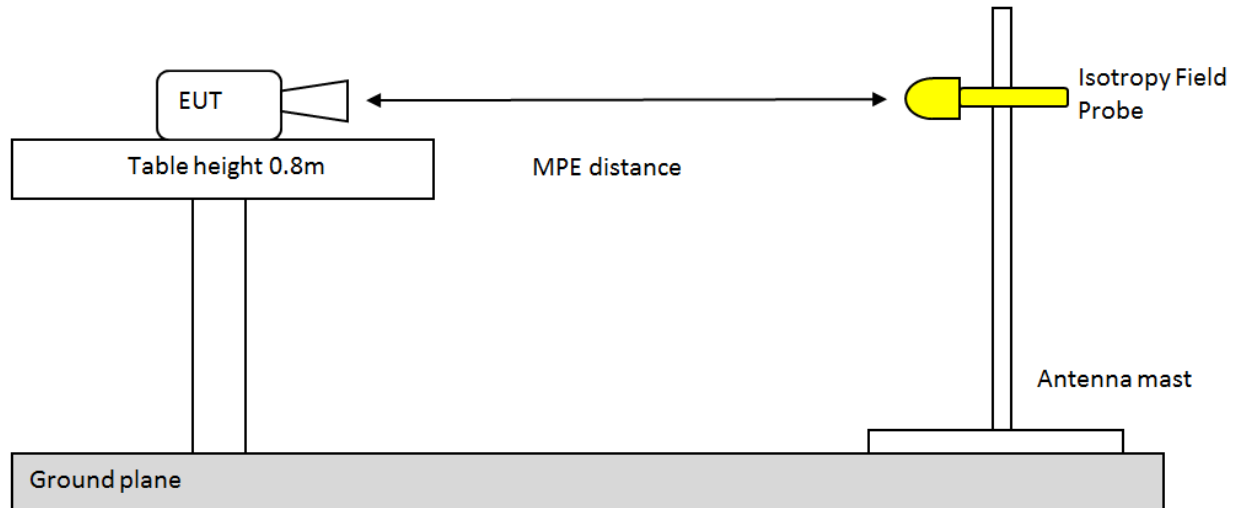 EUT
Isotropy Field
Probe
Table height 0.8m
MPE distance
Antenna mast
Ground plane